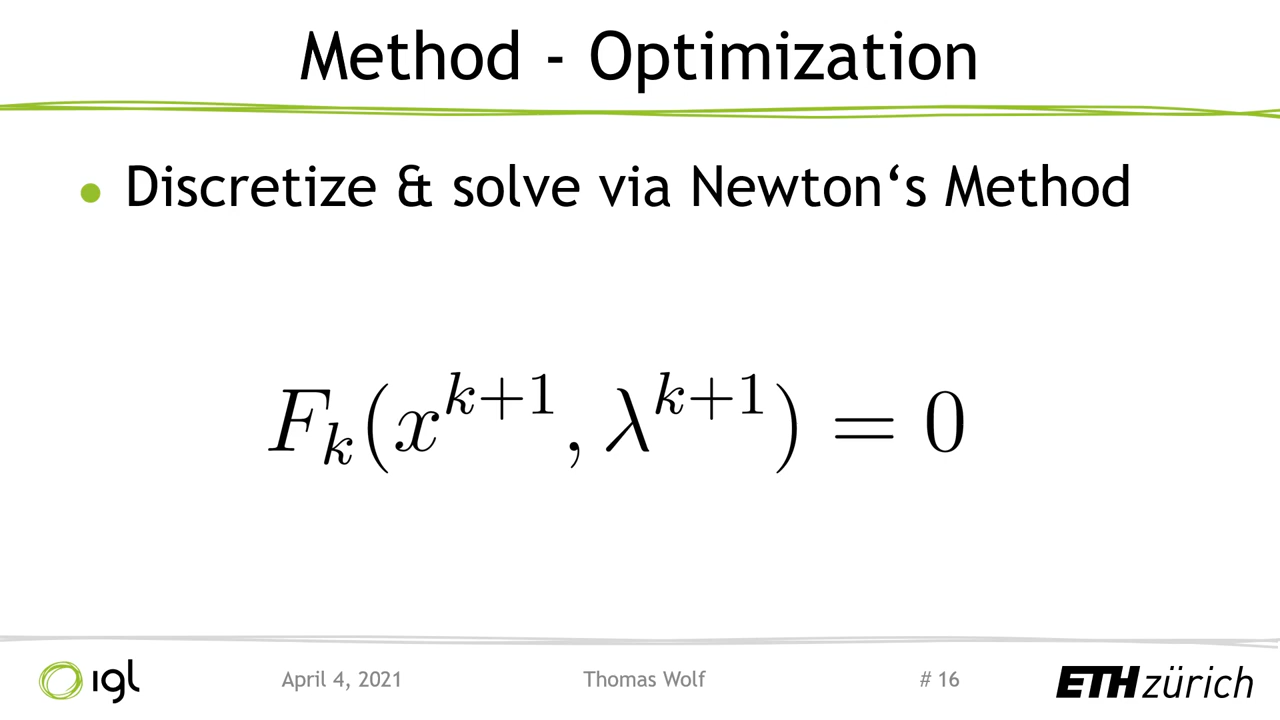 Method - Optimization
• Discretize & solve via Newton‘s Method
F_k(x^{k+1}, λ^{k+1}) = 0
igl
April 4, 2021
Thomas Wolf
# 16
ETH zürich